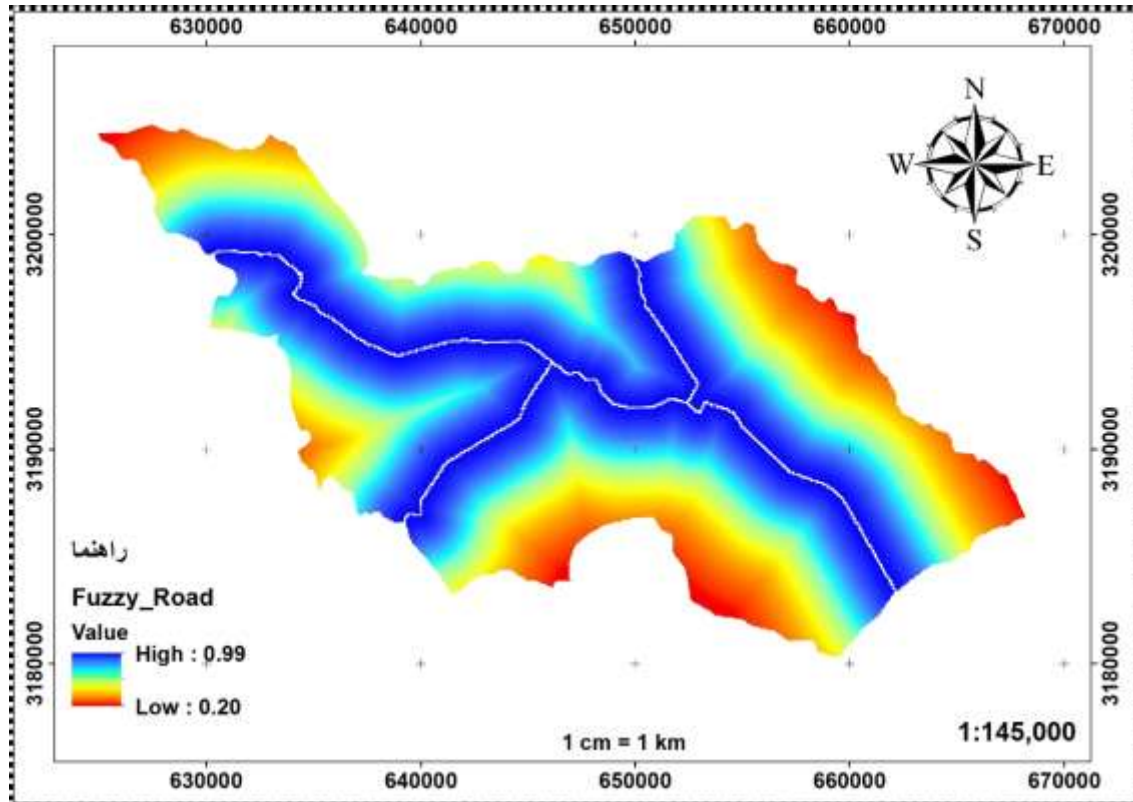 630000 640000 650000 660000 670000
N
W E
S
3200000 3200000
3190000 3190000
3180000 3180000
راهنما
Fuzzy_Road
Value
High : 0.99
Low : 0.20
1 cm = 1 km
1:145,000
630000 640000 650000 660000 670000